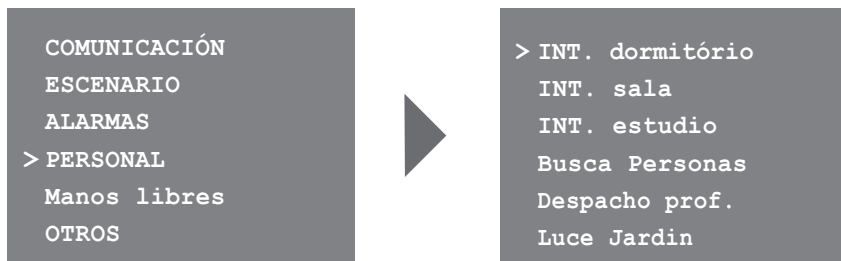 COMUNICACIÓN
ESCENARIO
ALARMAS
> PERSONAL
Manos libres
OTROS
> INT. dormitório
INT. sala
INT. estudio
Busca Personas
Despacho prof.
Luce Jardin